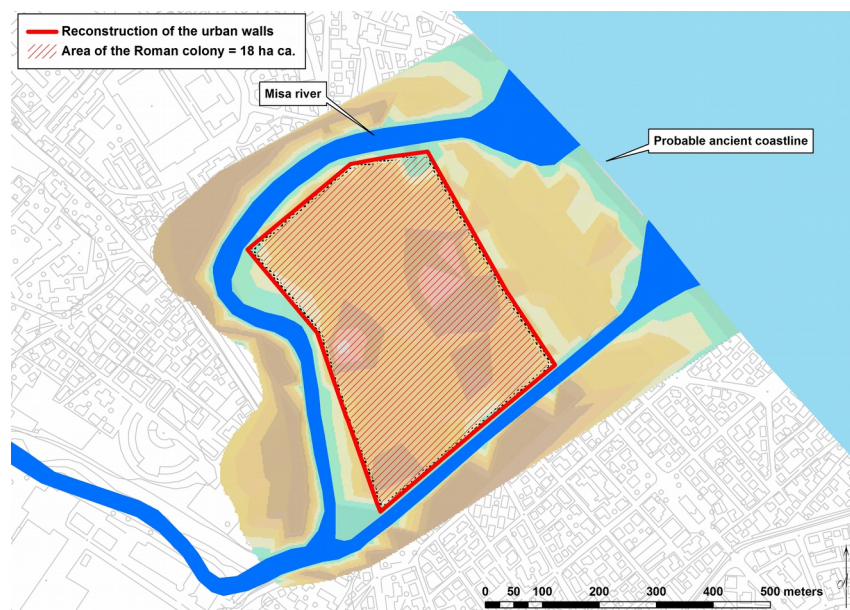 Reconstruction of the urban walls
Area of the Roman colony = 18 ha ca.
Misa river
Probable ancient coastline
0 50 100 200 300 400 500 meters